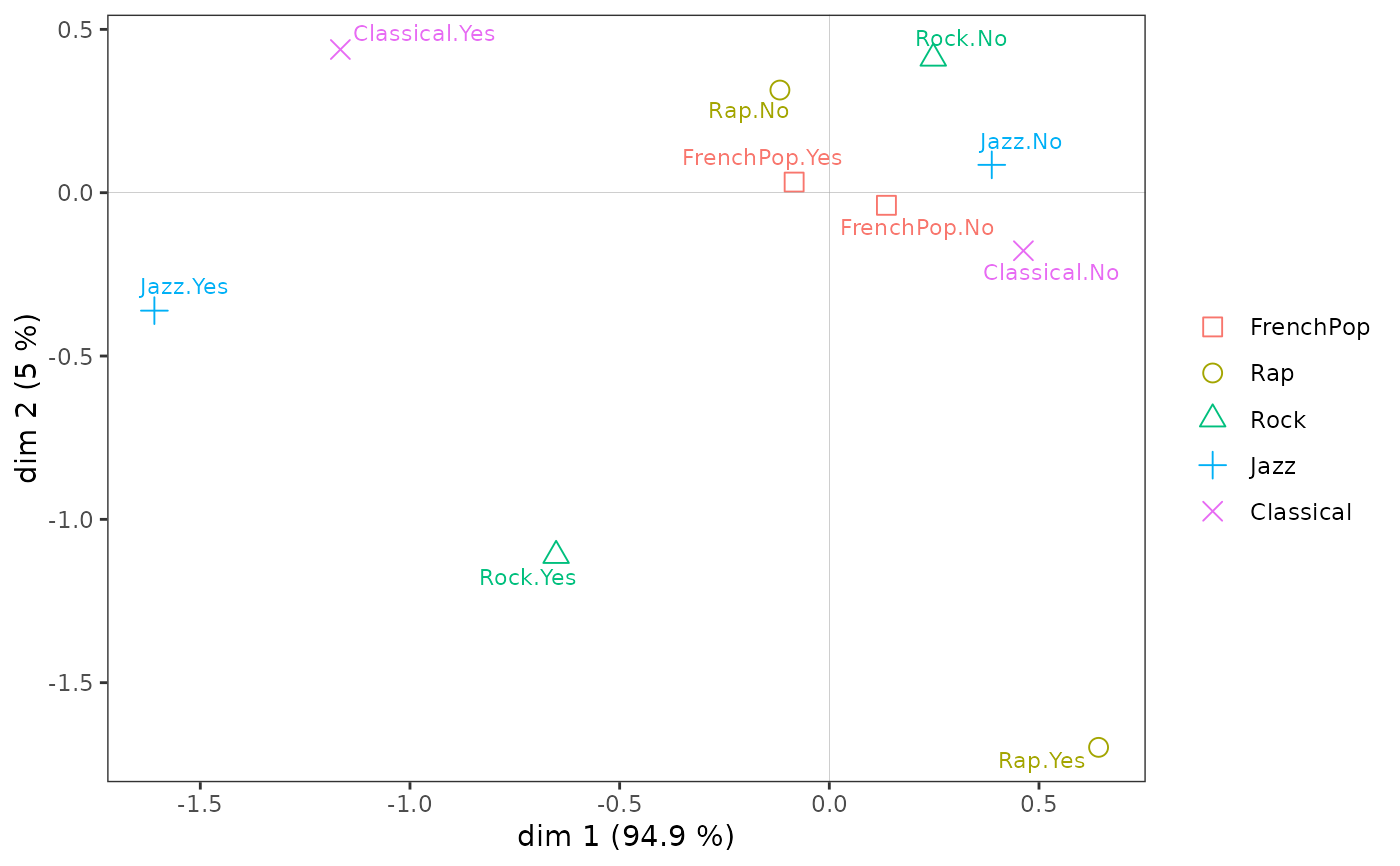 0.5
0.0
-0.5
-1.0
-1.5
dim 2 (5 %)
Classical.Yes
Rock.No
Rap.No
Jazz.No
FrenchPop.Yes
FrenchPop.No
Classical.No
Jazz.Yes
Rock.Yes
Rap.Yes
-1.5
-1.0
-0.5
0.0
0.5
dim 1 (94.9 %)
FrenchPop
Rap
Rock
Jazz
Classical